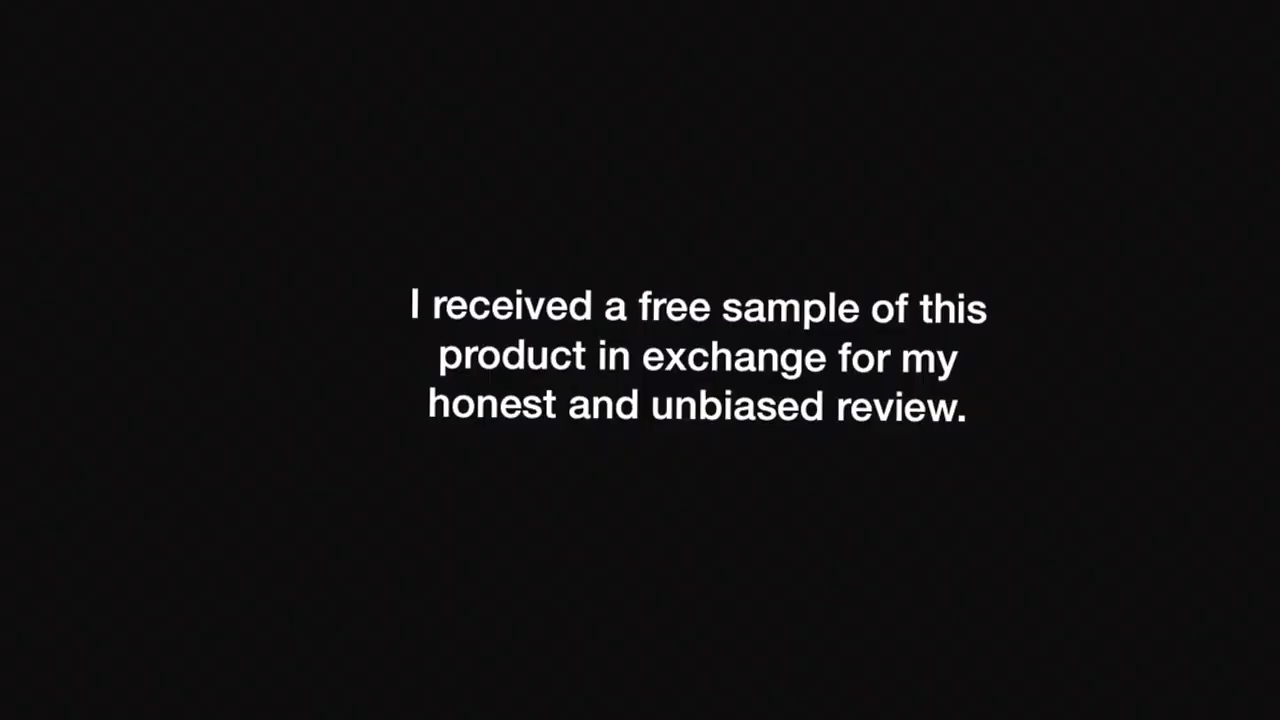 I received a free sample of this
product in exchange for my
honest and unbiased review.